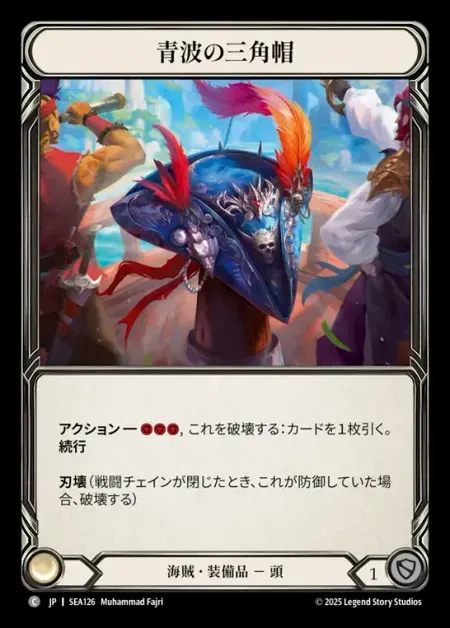 青波の三角帽
アクション ー , これを破壊する：カードを１枚引く。
続行
刃壊（戦闘チェインが閉じたとき、これが防御していた場
合、破壊する）
海賊・装備品 － 頭
1
C JP SEA126 Muhammad Fajri
© 2025 Legend Story Studios